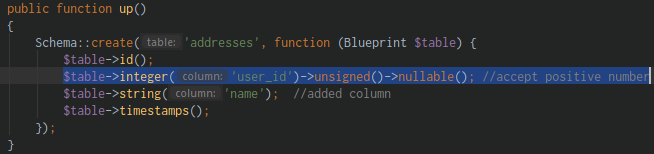 public function up()
{
Schema::create( table: 'addresses', function (Blueprint $table) {
$table->id();
$table->integer( column: 'user_id')->unsigned()->nullable(); //accept positive number
$table->string( column: 'name');  //added column
$table->timestamps();
});
}